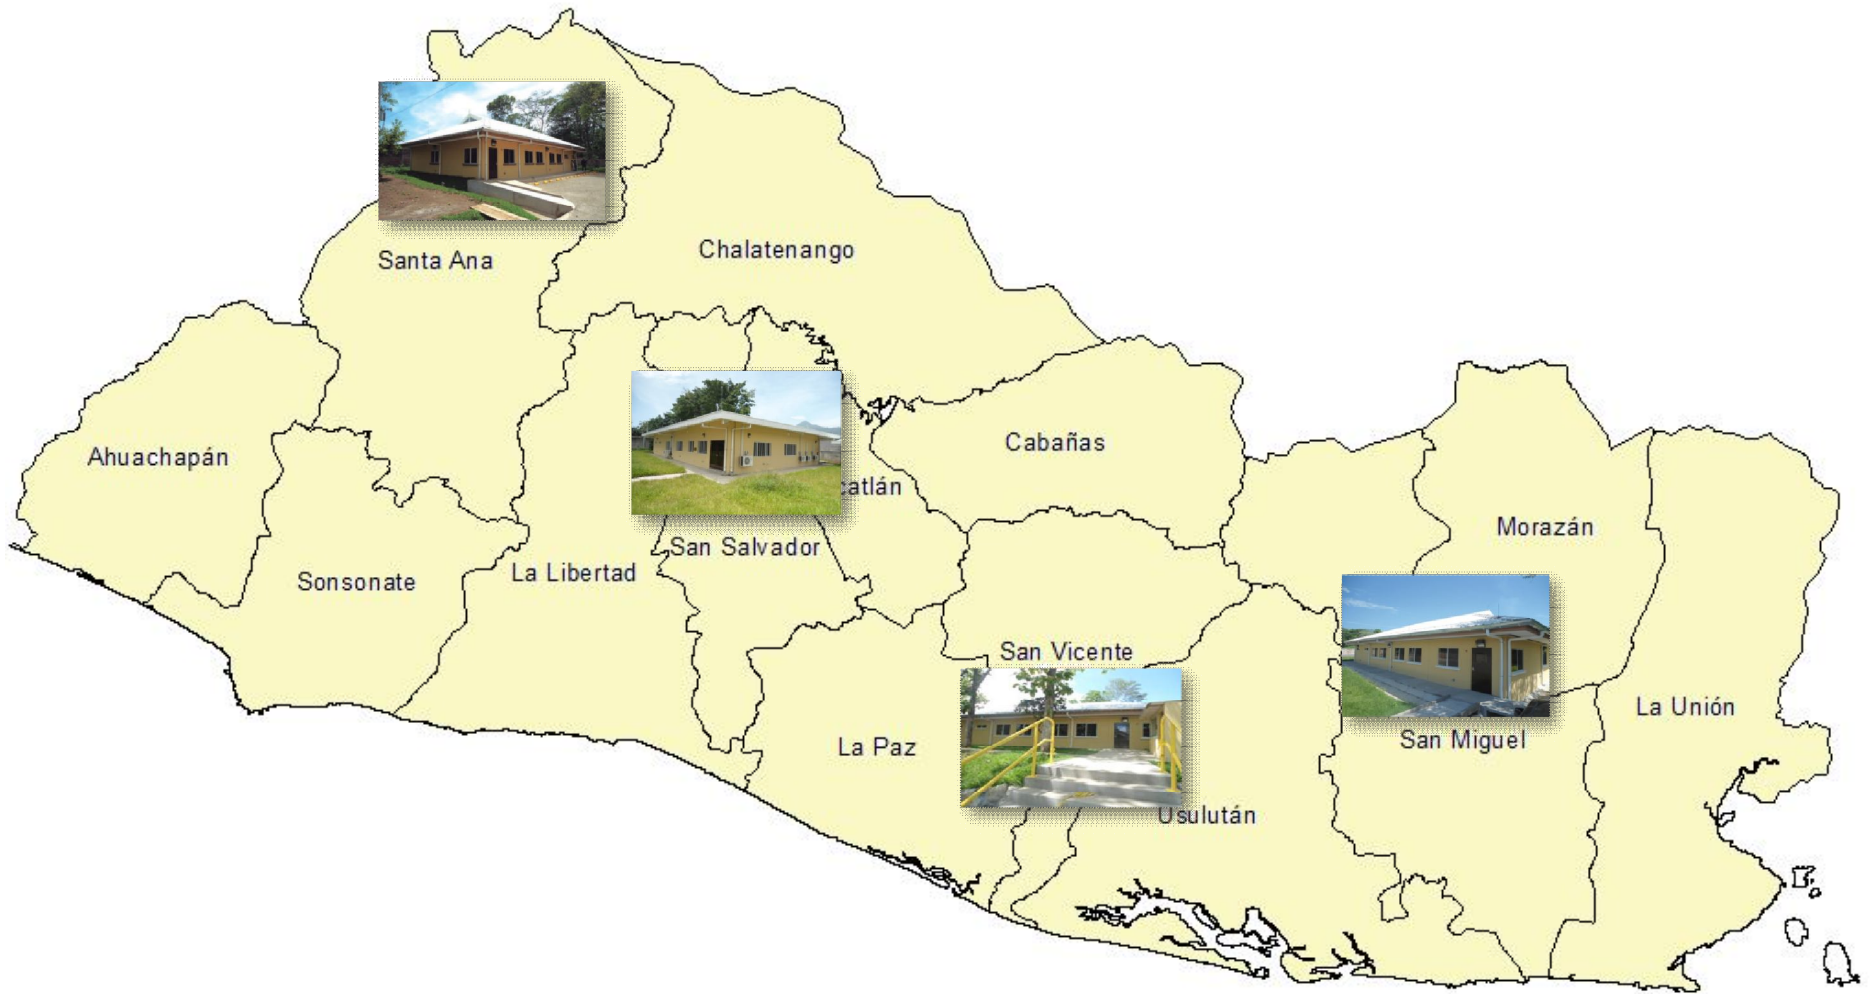 Santa Ana
Chalatenango
Ahuachapán
Cabañas
catlán
Morazán
San Salvador
La Libertad
Sonsonate
San Vicente
La Unión
San Miguel
La Paz
Usulután